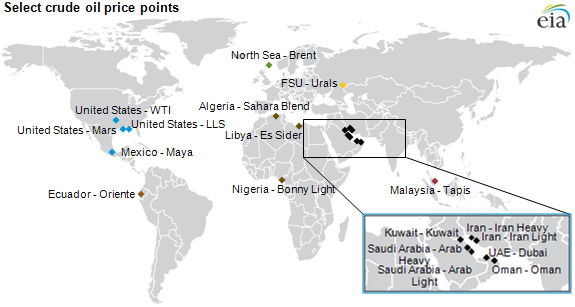 Select crude oil price points
eia
North Sea - Brent
FSU - Urals
Algeria - Sahara Blend
United States - WTI
United States - LLS
United States - Mars
Libya - Es Sider
Mexico - Maya
Nigeria - Bonny Light
Malaysia - Tapis
Ecuador - Oriente
Iran - Iran Heavy
Kuwait - Kuwait
Iran - Iran Light
Saudi Arabia - Arab
Heavy
UAE - Dubai
Saudi Arabia - Arab
Light
Oman - Oman